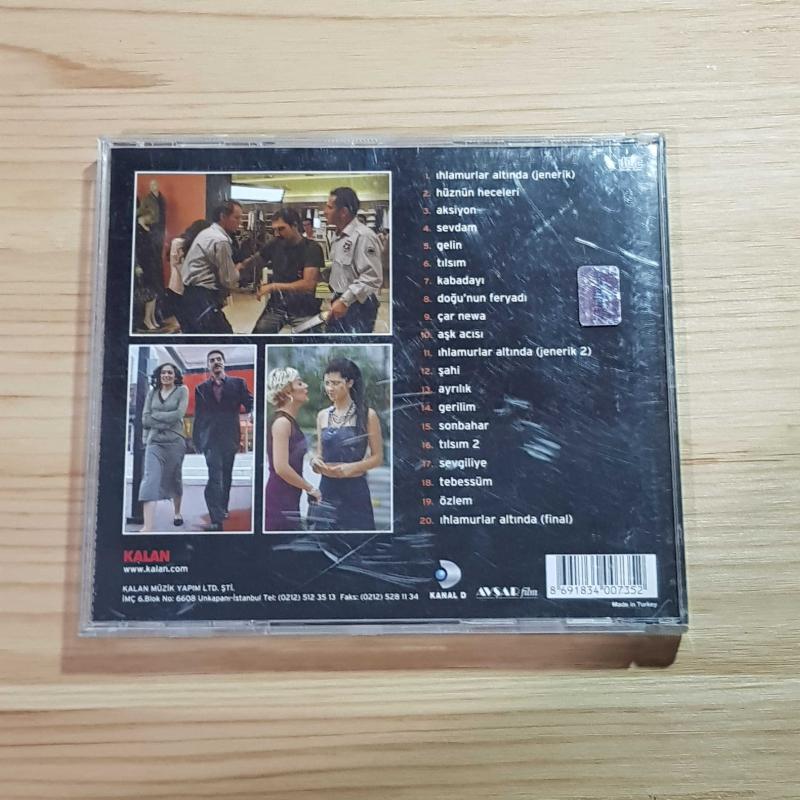 1. ıhlamurlar altında (jenerik)
2. hüznün heceleri
3. aksiyon
4. sevdam
5. gelin
6. tılsım
7. kabadayı
8. doğu'nun feryadı
9. çar newa
10. aşk acısı
11. ıhlamurlar altında (jenerik 2)
12. şahi
13. ayrılık
14. gerilim
15. sonbahar
16. tılsım 2
17. sevgiliye
18. tebessüm
19. özlem
20. ıhlamurlar altında (final)
KALAN
www.kalan.com
KALAN MÜZİK YAPIM LTD. ŞTİ.
İMÇ 6.Blok No: 6608 Unkapanı-İstanbul Tel: (0212) 512 35 13 Faks: (0212) 528 11 34
KANAL D
AVŞAR film
8 691834 007352
Made in Turkey